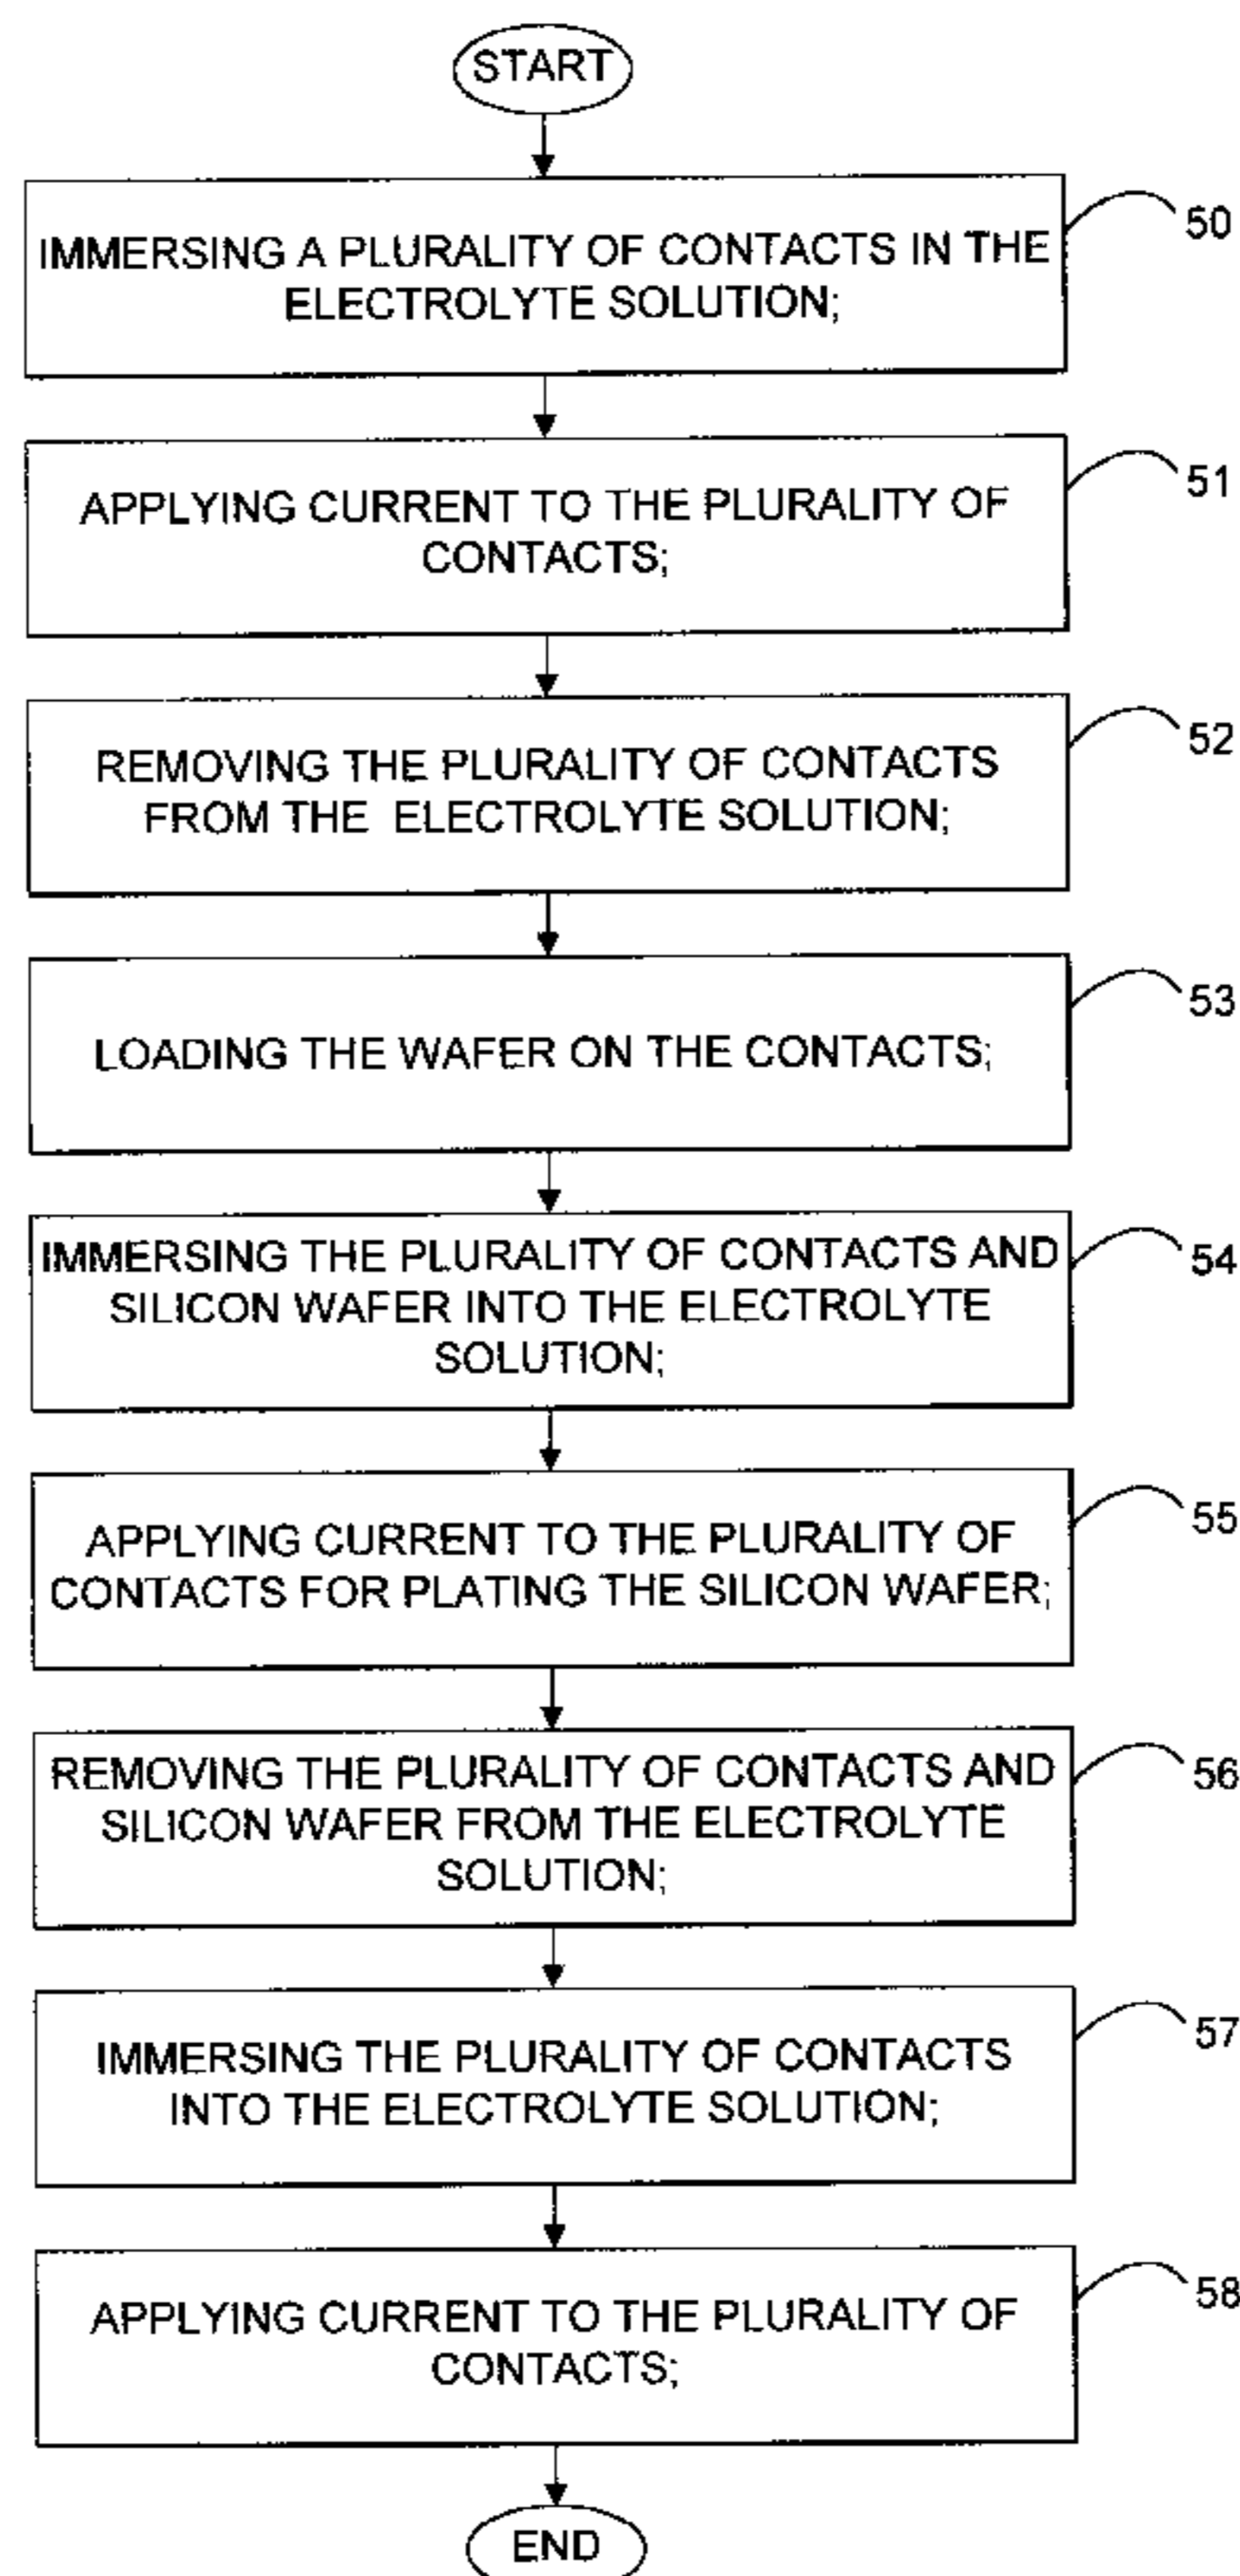 START
IMMERSING A PLURALITY OF CONTACTS IN THE
ELECTROLYTE SOLUTION;
50
APPLYING CURRENT TO THE PLURALITY OF
CONTACTS;
51
REMOVING THE PLURALITY OF CONTACTS
FROM THE ELECTROLYTE SOLUTION;
52
LOADING THE WAFER ON THE CONTACTS;
53
IMMERSING THE PLURALITY OF CONTACTS AND
SILICON WAFER INTO THE ELECTROLYTE
SOLUTION;
54
APPLYING CURRENT TO THE PLURALITY OF
CONTACTS FOR PLATING THE SILICON WAFER;
55
REMOVING THE PLURALITY OF CONTACTS AND
SILICON WAFER FROM THE ELECTROLYTE
SOLUTION;
56
IMMERSING THE PLURALITY OF CONTACTS
INTO THE ELECTROLYTE SOLUTION;
57
APPLYING CURRENT TO THE PLURALITY OF
CONTACTS;
58
END